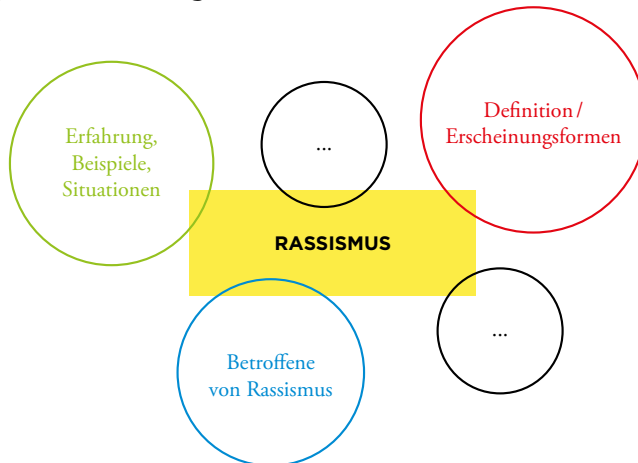 Erfahrung,
Beispiele,
Situationen
...
Definition /
Erscheinungsformen
RASSISMUS
Betroffene
von Rassismus
...